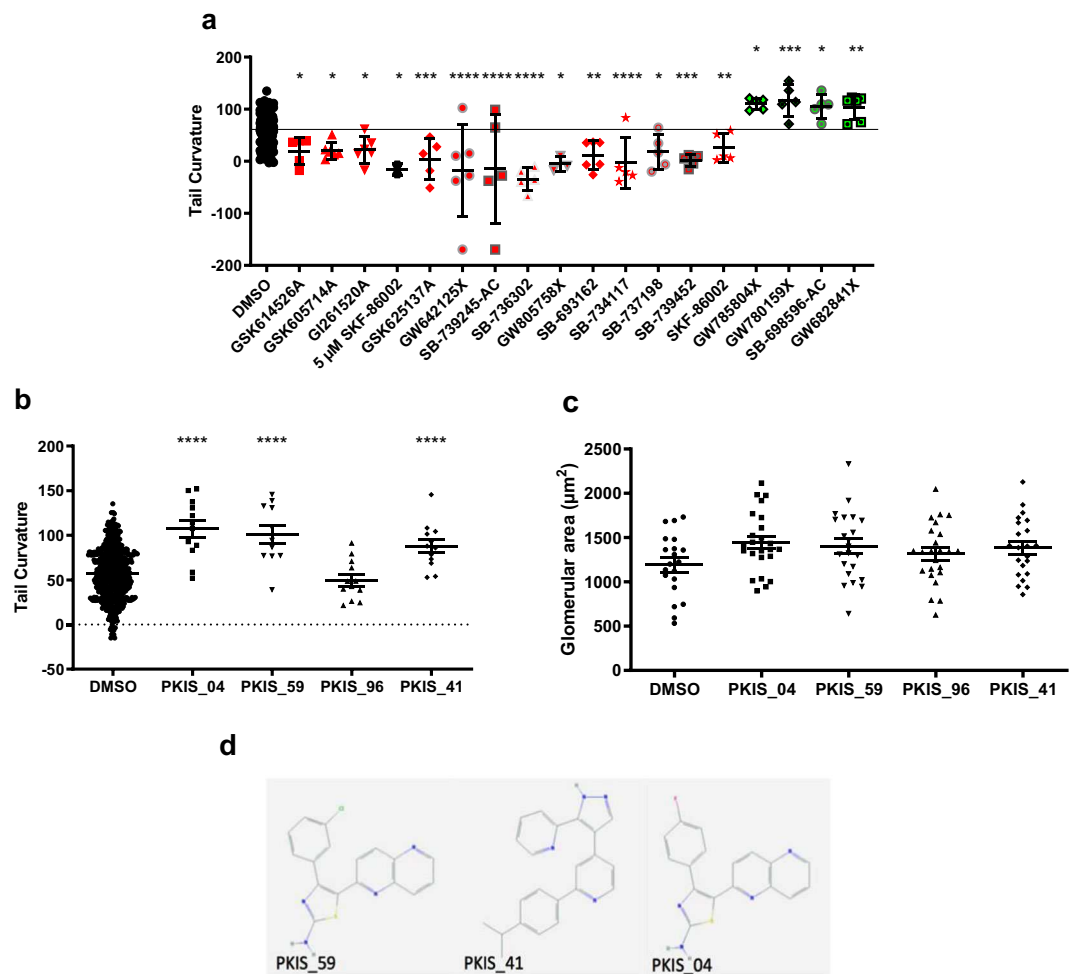 a
* * * * *** **** **** **** * ** **** * *** ** * *** * **
200
100
0
-100
-200
Tail Curvature
DMSO
GSK614526A
GSK605714A
GI261520A
5 µM SKF-86002
GSK625137A
GW642125X
SB-739245-AC
SB-736302
GW805758X
SB-693162
SB-734117
SB-737198
SB-739452
SKF-86002
GW785804X
GW780159X
SB-698596-AC
GW682841X
b
**** **** ****
200
150
100
50
0
-50
Tail Curvature
DMSO PKIS_04 PKIS_59 PKIS_96 PKIS_41
c
2500
2000
1500
1000
500
0
Glomerular area (µm²)
DMSO PKIS_04 PKIS_59 PKIS_96 PKIS_41
d
PKIS_59 PKIS_41 PKIS_04